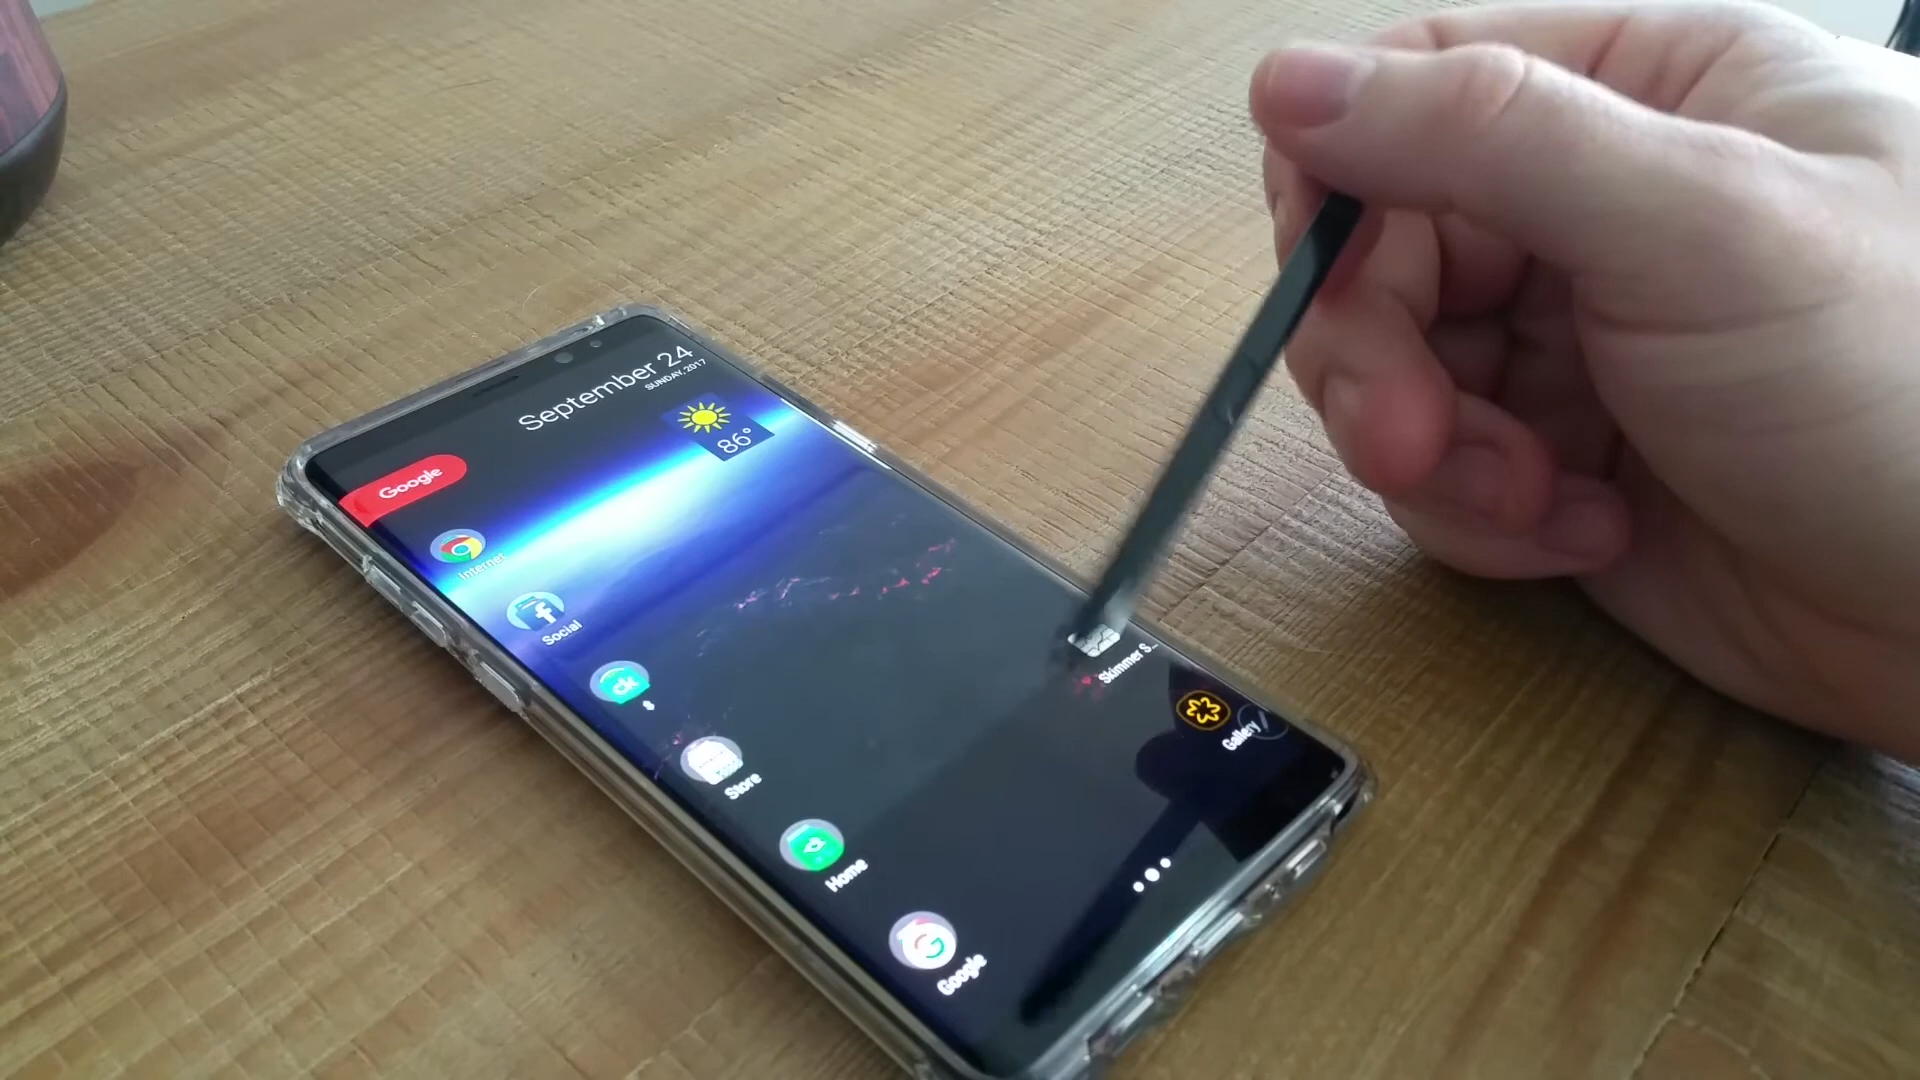 September 24
SUNDAY, 2017
86°
Google
Internet
Social
Store
Home
Google
Skimmer S...
Gallery